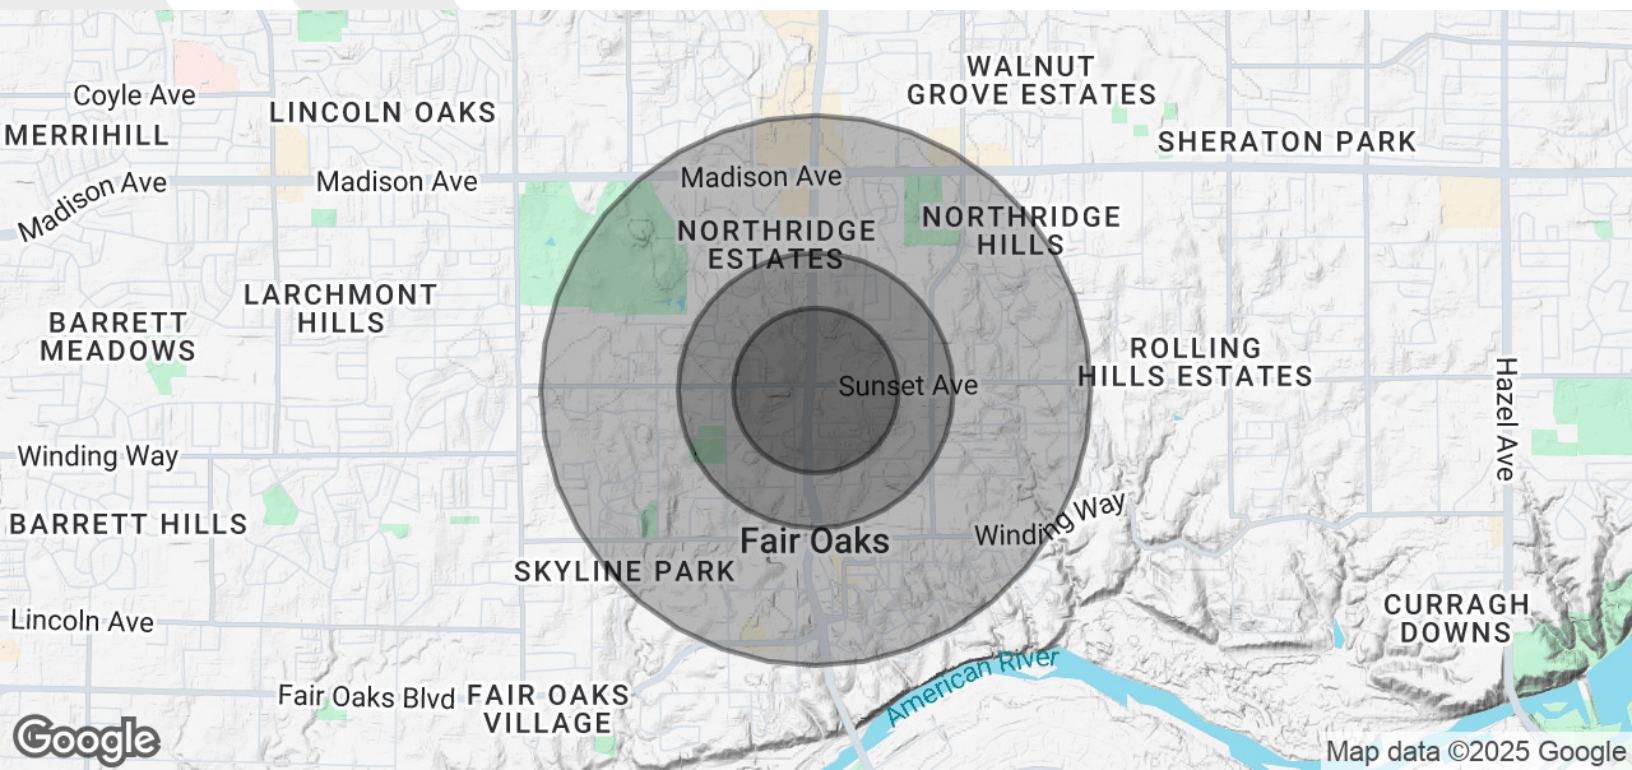 WALNUT
GROVE ESTATES
Coyle Ave
LINCOLN OAKS
MERRIHILL
SHERATON PARK
Madison Ave
Madison Ave
Madison Ave
NORTHRIDGE
ESTATES
NORTHRIDGE
HILLS
LARCHMONT
HILLS
BARRETT
MEADOWS
ROLLING
HILLS ESTATES
Sunset Ave
Hazel Ave
Winding Way
BARRETT HILLS
Winding Way
Fair Oaks
SKYLINE PARK
Lincoln Ave
CURRAGH
DOWNS
American River
Fair Oaks Blvd
FAIR OAKS
VILLAGE
Google
Map data ©2025 Google